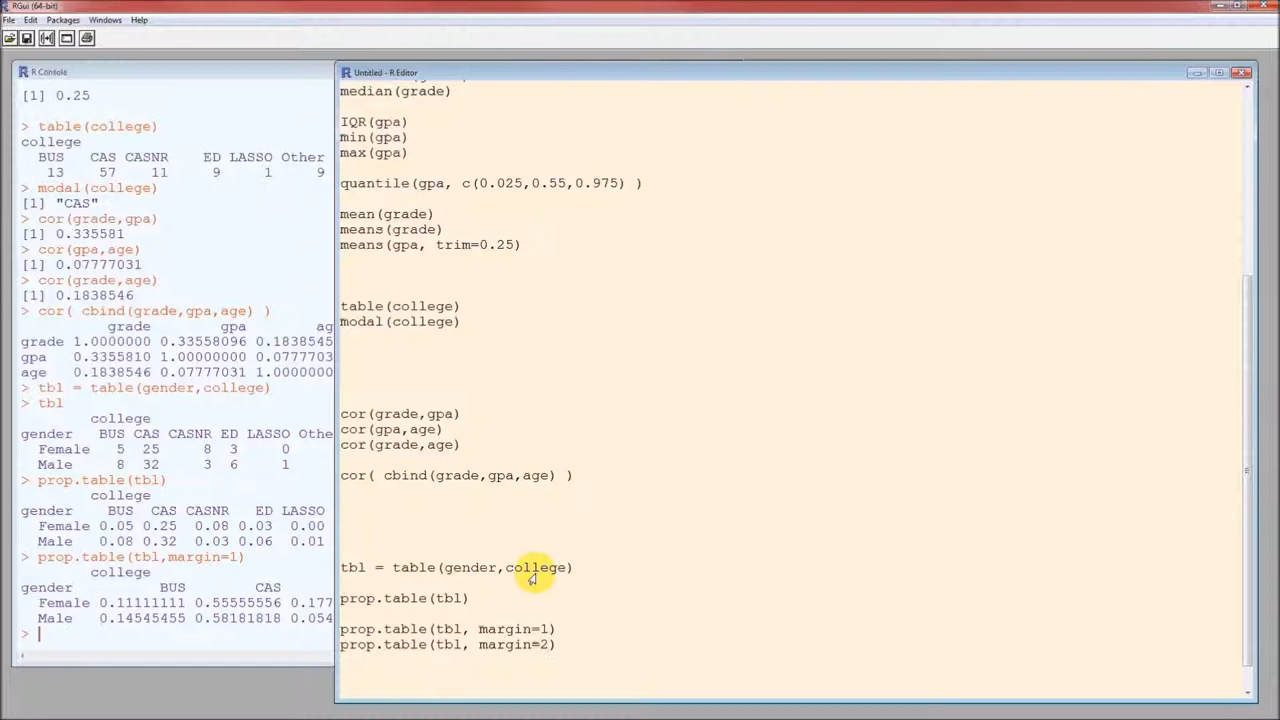 RGui (64-bit)
File Edit Packages Windows Help
R Console
[1] 0.25
> table(college)
college
BUS CAS CASNR ED LASSO Other
13 57 11 9 1 9
> modal(college)
[1] "CAS"
> cor(grade,gpa)
[1] 0.335581
> cor(gpa,age)
[1] 0.07777031
> cor(grade,age)
[1] 0.1838546
> cor( cbind(grade,gpa,age) )
grade gpa ag
grade 1.0000000 0.33558096 0.1838545
gpa 0.3355810 1.00000000 0.0777703
age 0.1838546 0.07777031 1.0000000
> tbl = table(gender,college)
> tbl
college
gender BUS CAS CASNR ED LASSO Othe
Female 5 25 8 3 0
Male 8 32 3 6 1
> prop.table(tbl)
college
gender BUS CAS CASNR ED LASSO
Female 0.05 0.25 0.08 0.03 0.00
Male 0.08 0.32 0.03 0.06 0.01
> prop.table(tbl,margin=1)
college
gender BUS CAS
Female 0.11111111 0.55555556 0.177
Male 0.14545455 0.58181818 0.054
>
Untitled - R Editor
median(grade)
IQR(gpa)
min(gpa)
max(gpa)
quantile(gpa, c(0.025,0.55,0.975) )
mean(grade)
means(grade)
means(gpa, trim=0.25)
table(college)
modal(college)
cor(grade,gpa)
cor(gpa,age)
cor(grade,age)
cor( cbind(grade,gpa,age) )
tbl = table(gender,college)
prop.table(tbl)
prop.table(tbl, margin=1)
prop.table(tbl, margin=2)